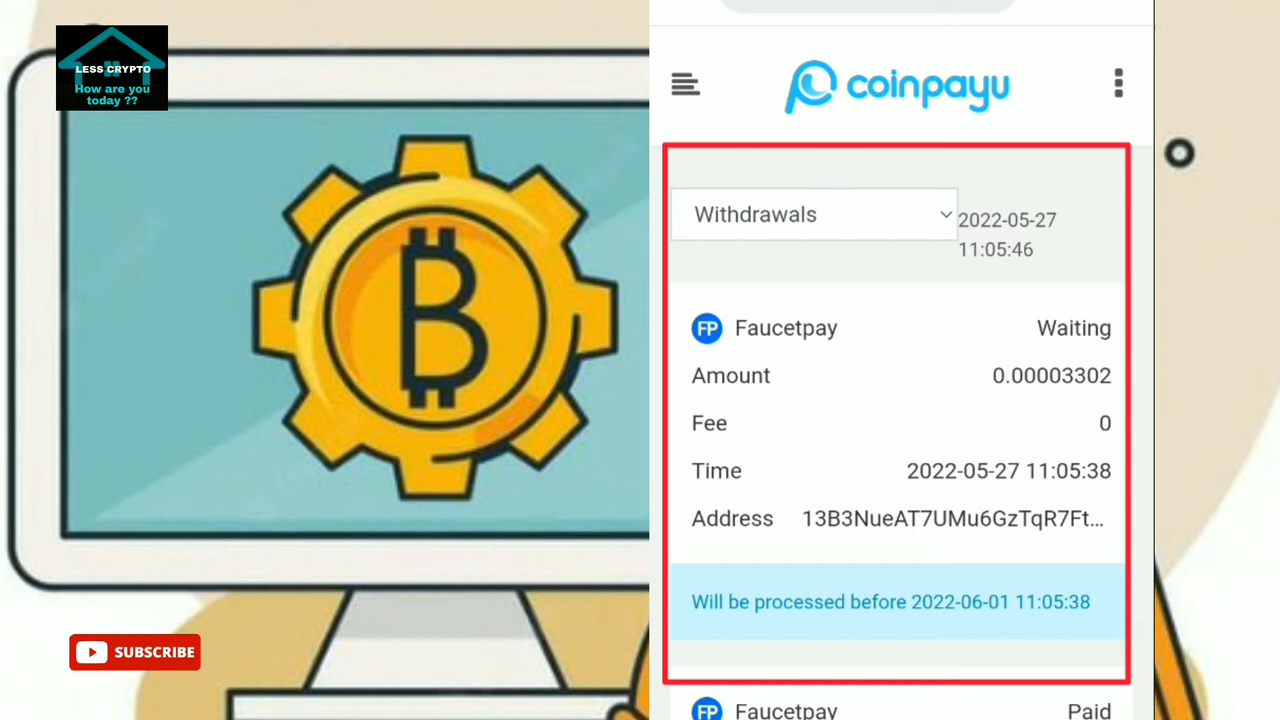 LESS CRYPTO
How are you
today ??
SUBSCRIBE
coinpayu
Withdrawals
2022-05-27
11:05:46
FP Faucetpay Waiting
Amount 0.00003302
Fee 0
Time 2022-05-27 11:05:38
Address 13B3NueAT7UMu6GzTqR7Ft...
Will be processed before 2022-06-01 11:05:38
FP Faucetpay Paid